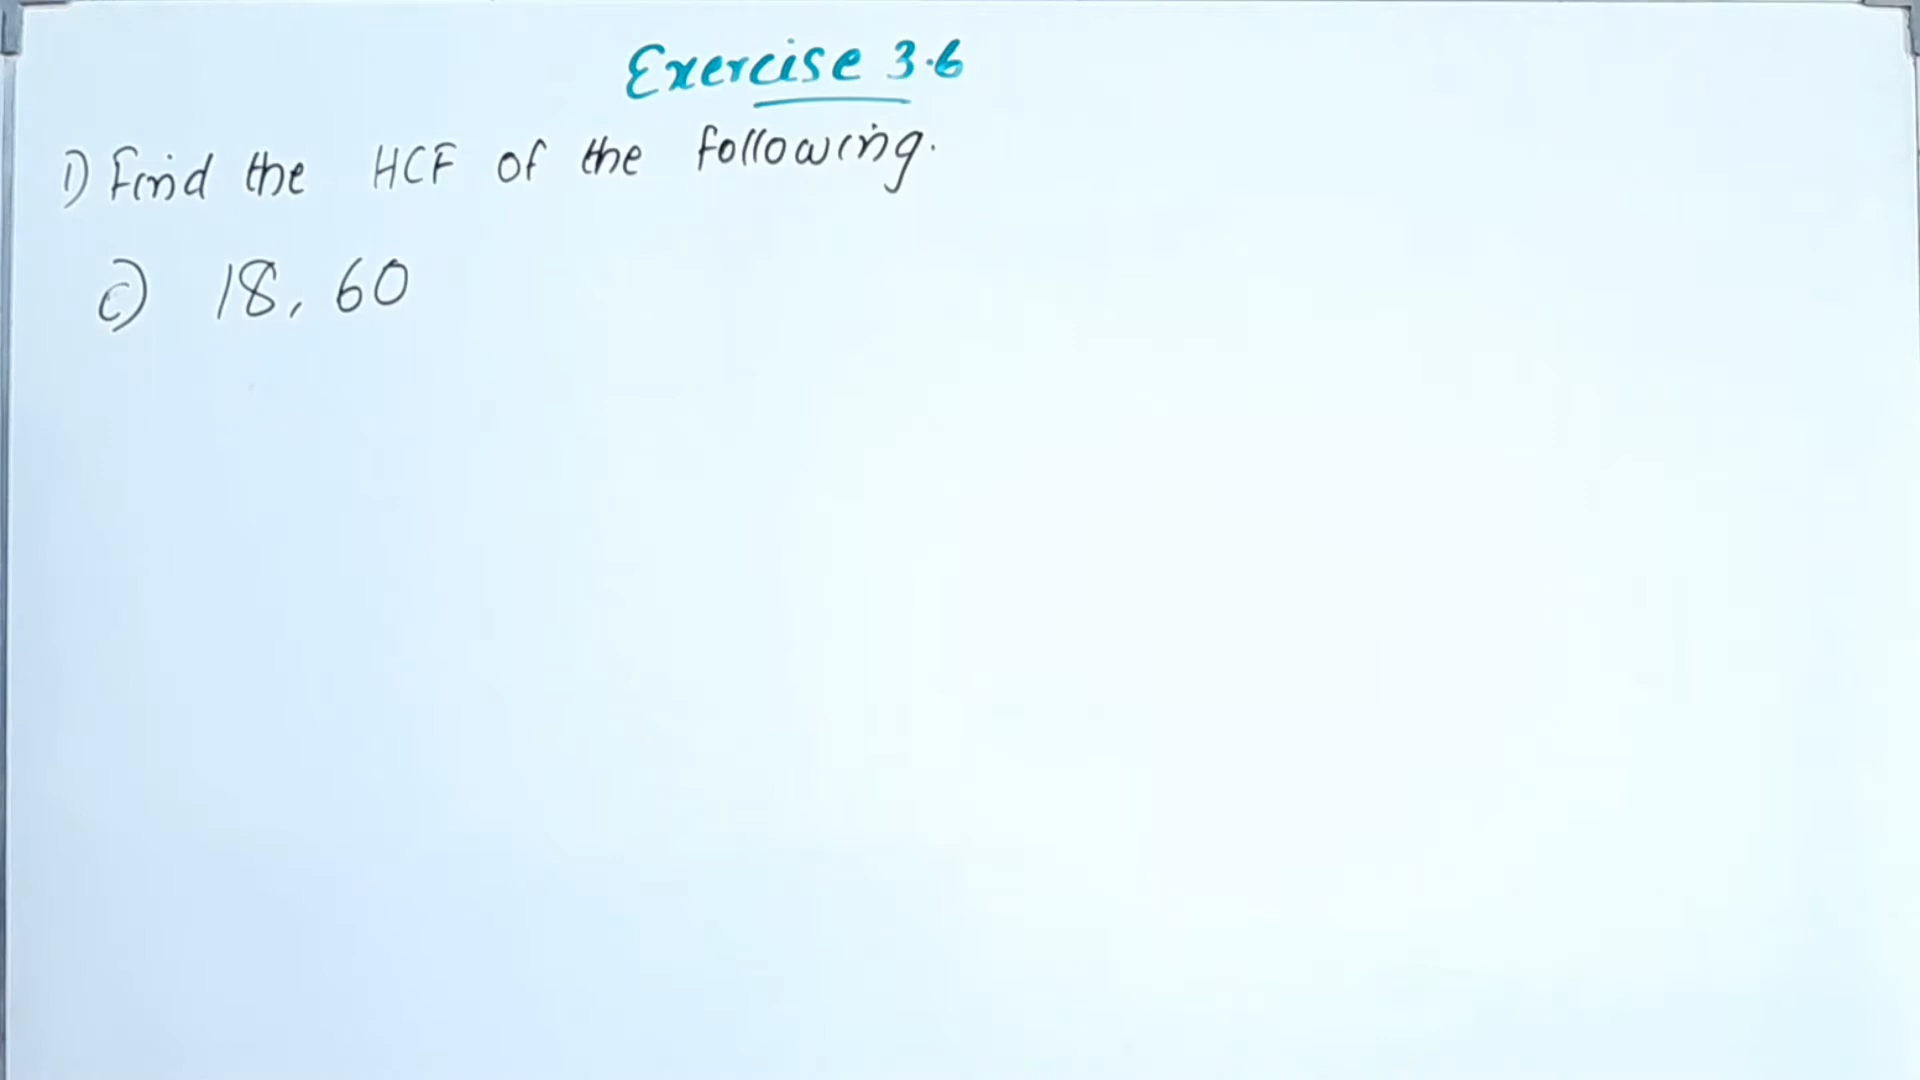 Exercise 3.6
1) Find the HCF of the following.
c) 18, 60